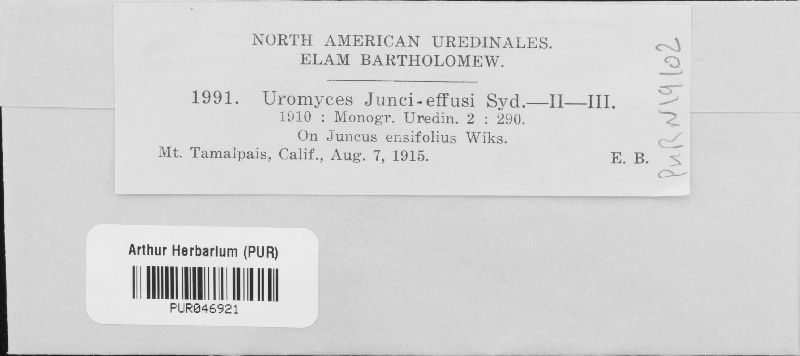 NORTH AMERICAN UREDINALES.
ELAM BARTHOLOMEW.
1991. Uromyces Junci-effusi Syd.—II—III.
1910 : Monogr. Uredin. 2 : 290.
On Juncus ensifolius Wiks.
Mt. Tamalpais, Calif., Aug. 7, 1915. E. B.
PUR N19102
Arthur Herbarium (PUR)
PUR046921